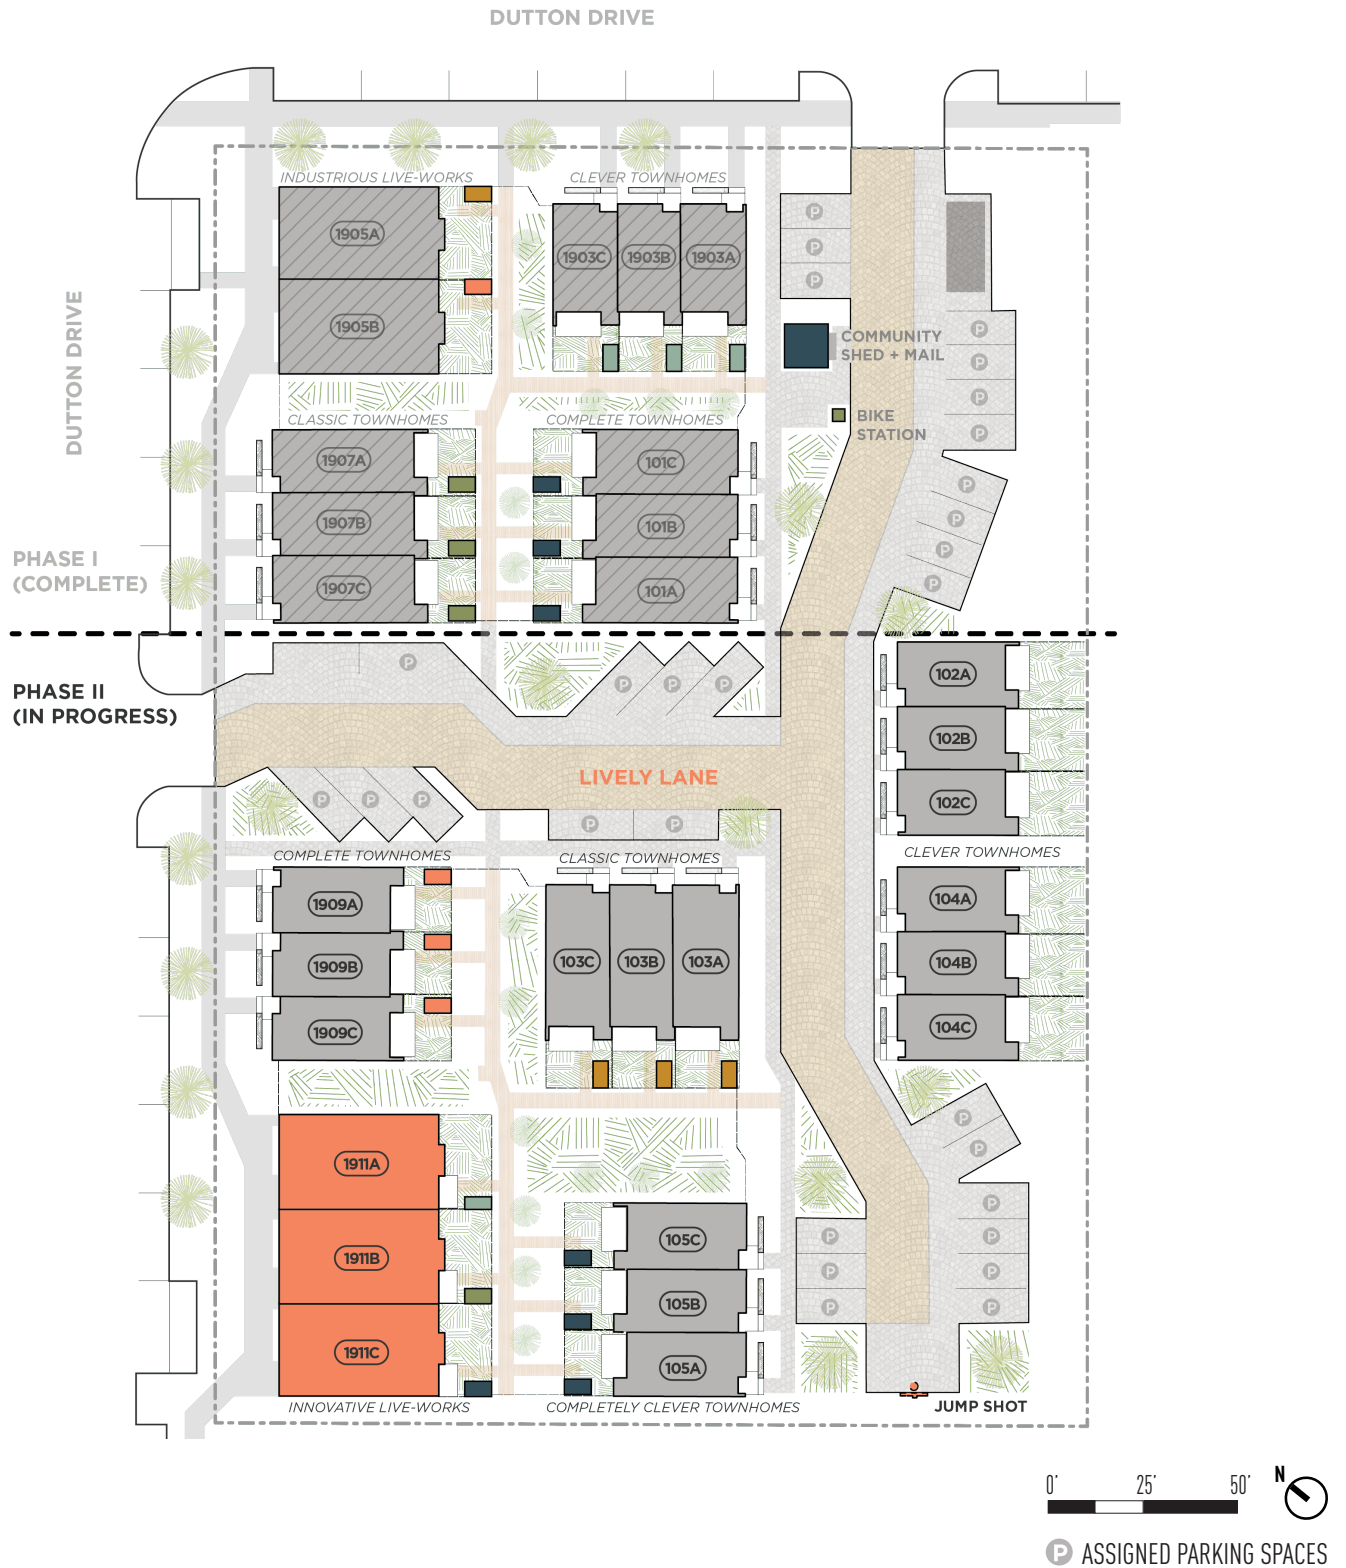 DUTTON DRIVE
INDUSTRIOUS LIVE-WORKS
CLEVER TOWNHOMES
1905A
1903C
1903B
1903A
P
P
P
1905B
DUTTON DRIVE
COMMUNITY
SHED + MAIL
P
P
P
P
BIKE
STATION
CLASSIC TOWNHOMES
COMPLETE TOWNHOMES
1907A
101C
1907B
101B
1907C
101A
P
P
P
P
PHASE I
(COMPLETE)
PHASE II
(IN PROGRESS)
P
P
P
P
102A
102B
102C
LIVELY LANE
P
P
P
P
P
COMPLETE TOWNHOMES
CLASSIC TOWNHOMES
CLEVER TOWNHOMES
1909A
1909B
1909C
103C
103B
103A
104A
104B
104C
P
P
1911A
1911B
1911C
105C
105B
105A
P
P
P
P
P
P
P
INNOVATIVE LIVE-WORKS
COMPLETELY CLEVER TOWNHOMES
JUMP SHOT
0'
25'
50'
N
P ASSIGNED PARKING SPACES